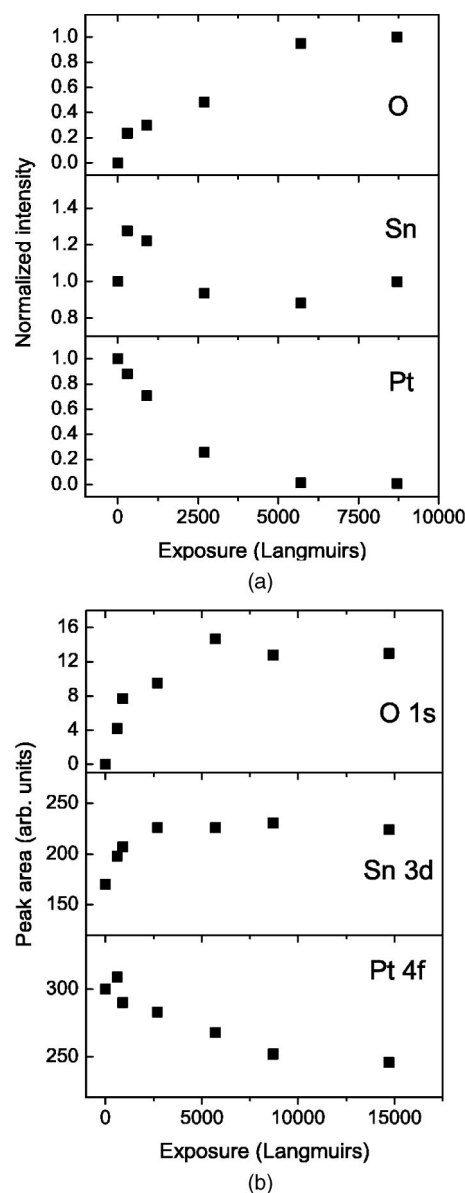 1.0
0.8
0.6
0.4
0.2
0.0
O
1.4
1.2
1.0
0.8
Sn
1.0
0.8
0.6
0.4
0.2
0.0
Pt
Normalized intensity
0 2500 5000 7500 10000
Exposure (Langmuirs)
(a)
16
12
8
4
0
O 1s
250
200
150
Sn 3d
300
250
Pt 4f
Peak area (arb. units)
0 5000 10000 15000
Exposure (Langmuirs)
(b)